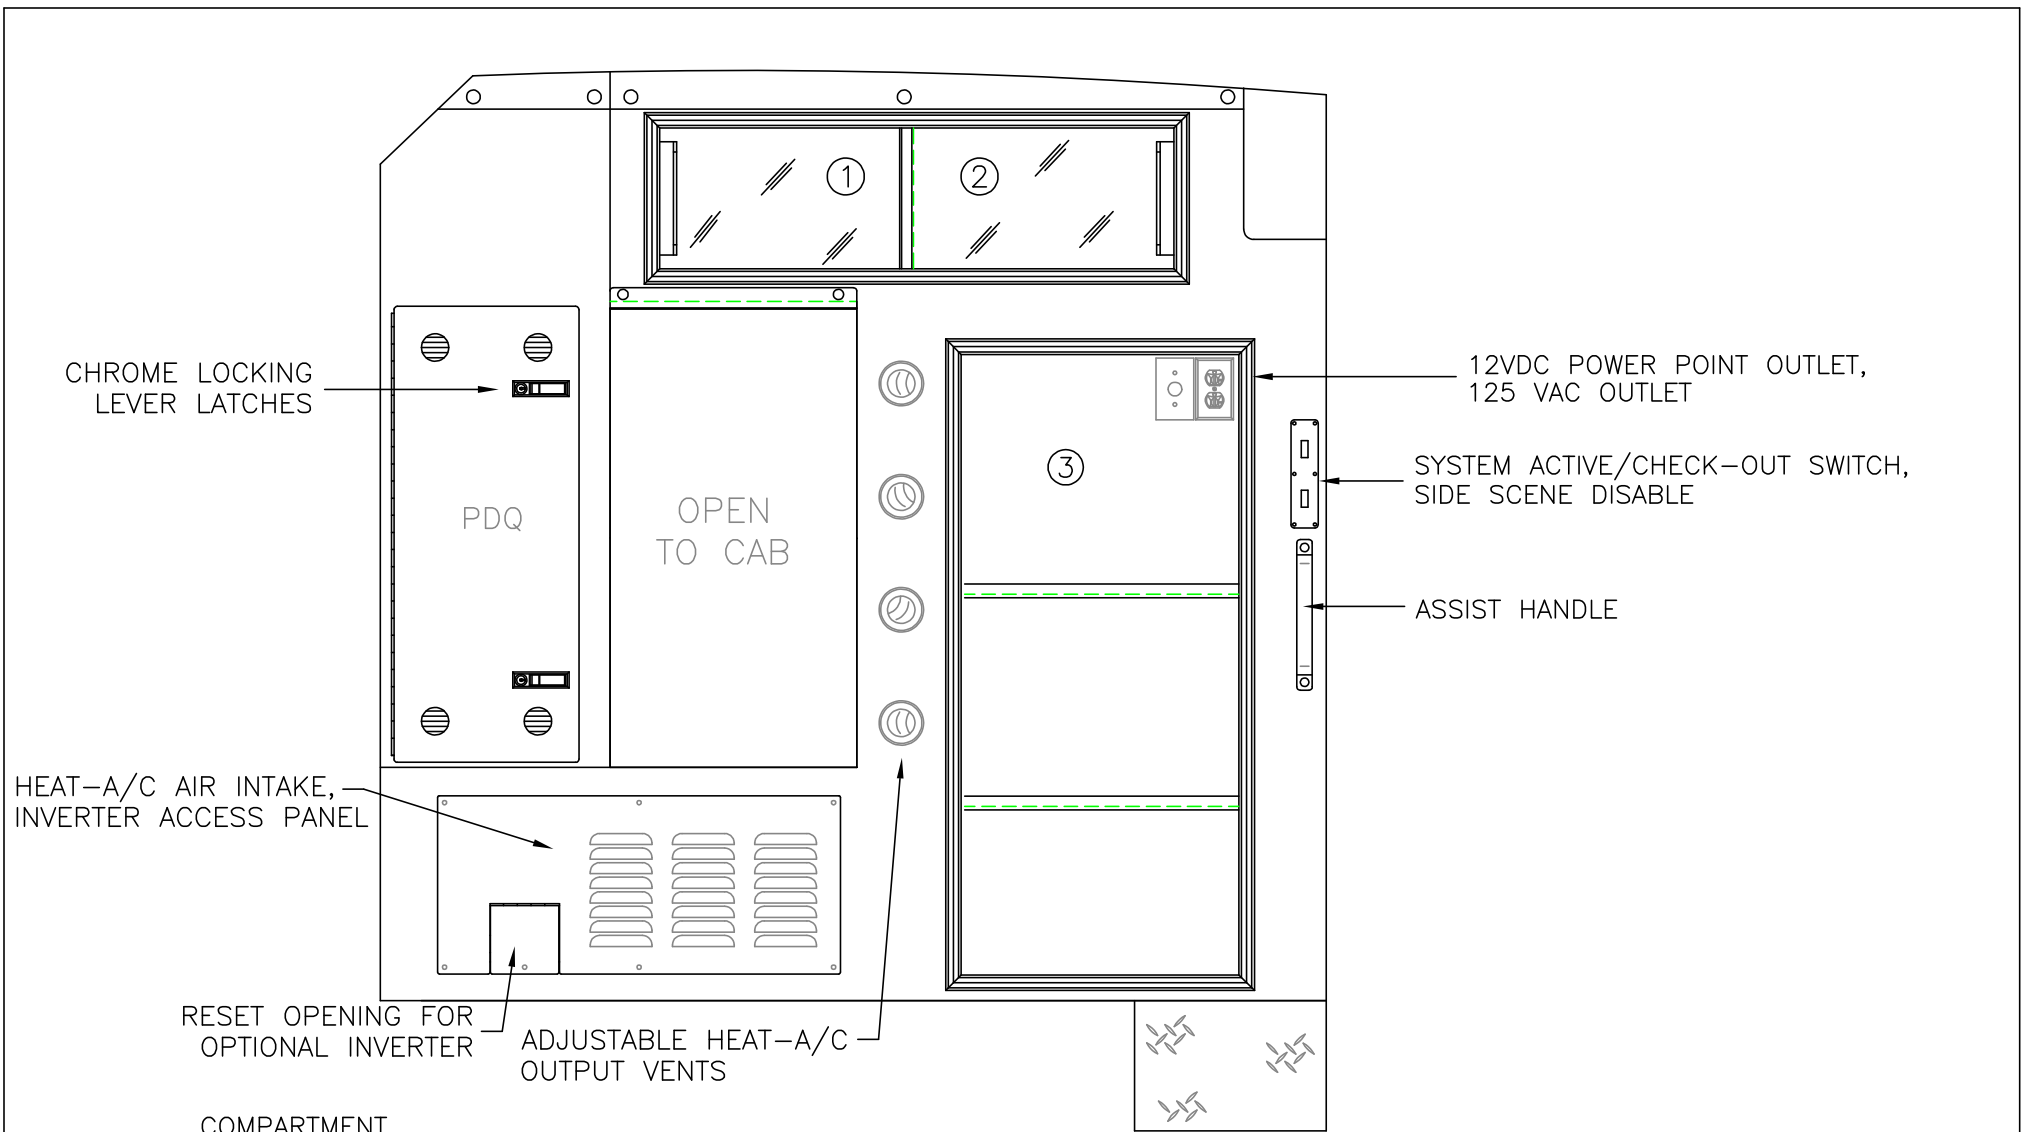 1
2
CHROME LOCKING
LEVER LATCHES
12VDC POWER POINT OUTLET,
125 VAC OUTLET
3
SYSTEM ACTIVE/CHECK-OUT SWITCH,
SIDE SCENE DISABLE
PDQ
OPEN
TO CAB
ASSIST HANDLE
HEAT-A/C AIR INTAKE,
INVERTER ACCESS PANEL
RESET OPENING FOR
OPTIONAL INVERTER
ADJUSTABLE HEAT-A/C
OUTPUT VENTS
COMPARTMENT